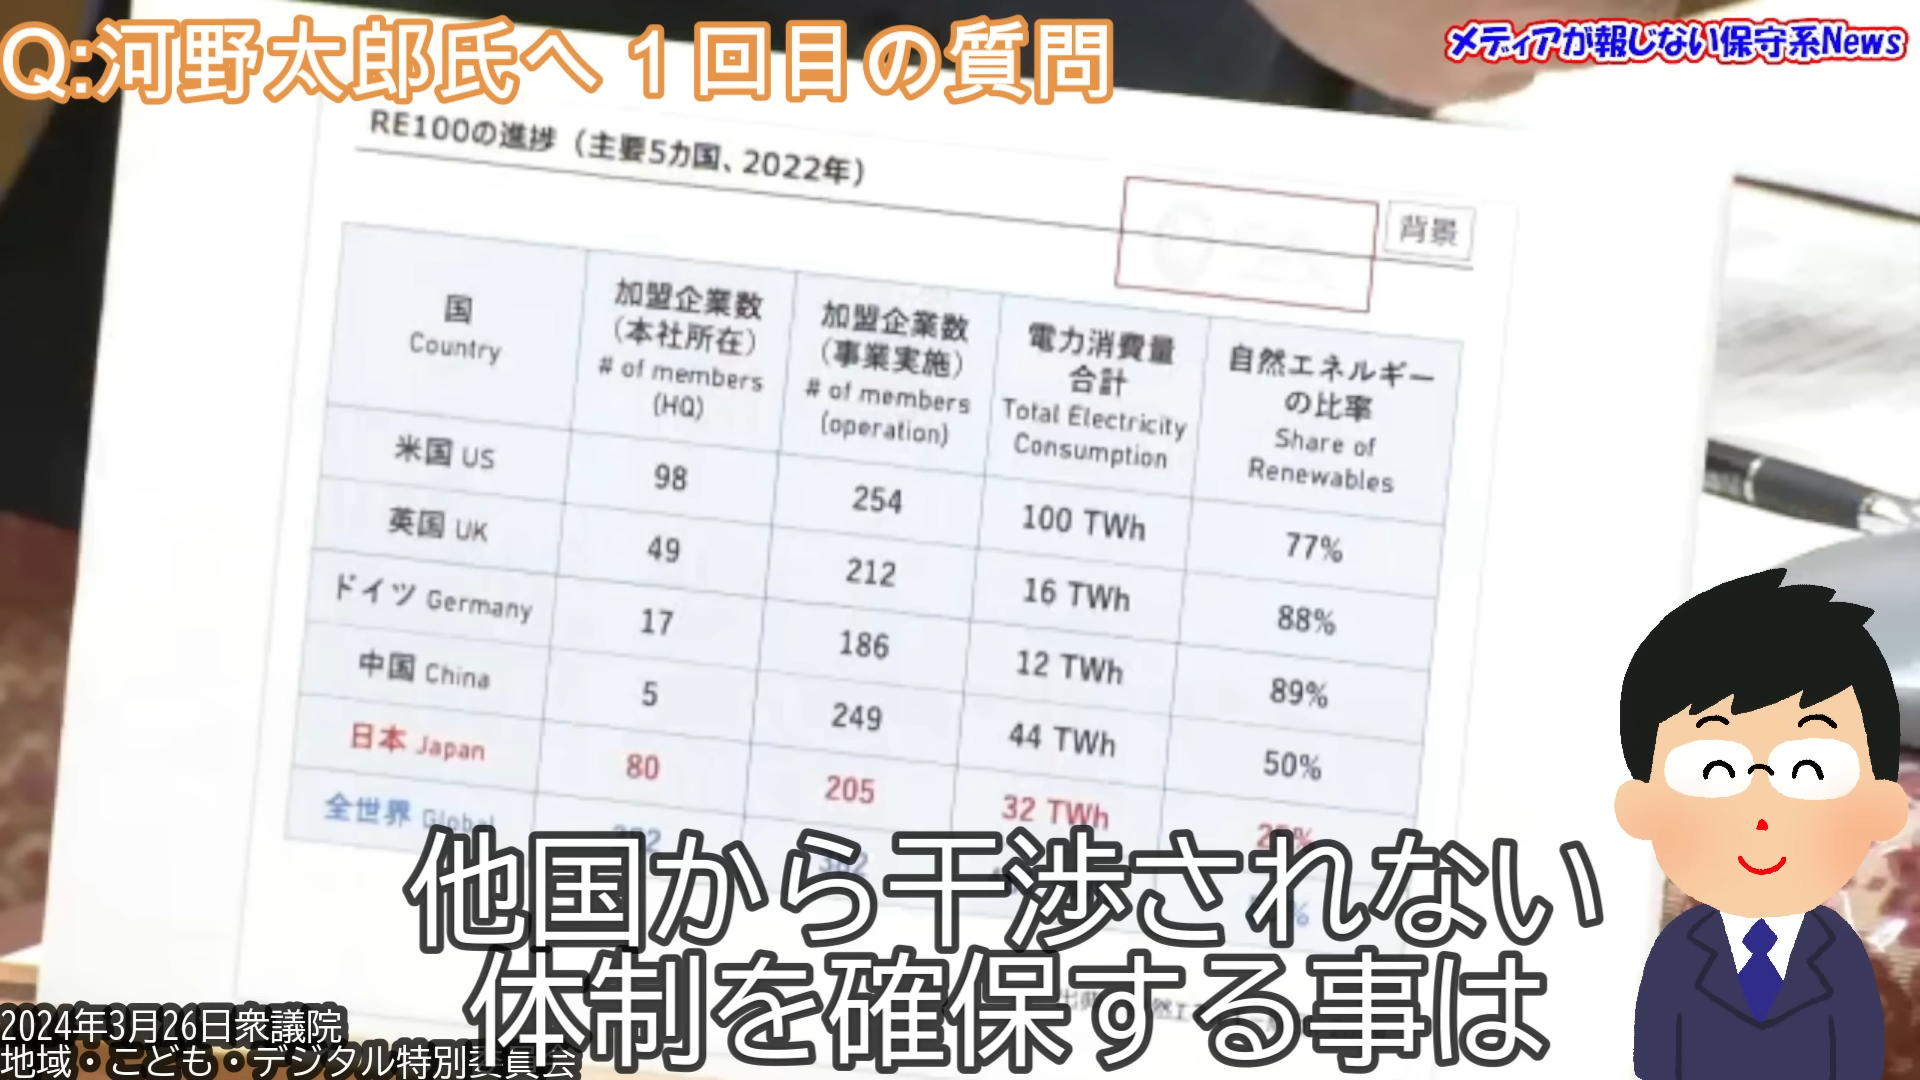 Q:河野太郎氏へ１回目の質問
メディアが報じない保守系News
RE100の進捗（主要5カ国、2022年）
背景
国
Country
加盟企業数
（本社所在）
# of members
(HQ)
加盟企業数
（事業実施）
# of members
(operation)
電力消費量
合計
Total Electricity
Consumption
自然エネルギー
の比率
Share of
Renewables
米国 US 98 254 100 TWh 77%
英国 UK 49 212 16 TWh 88%
ドイツ Germany 17 186 12 TWh 89%
中国 China 5 249 44 TWh 50%
日本 Japan 80 205 32 TWh
全世界 Global
他国から干渉されない
体制を確保する事は
2024年3月26日衆議院
地域・こども・デジタル特別委員会